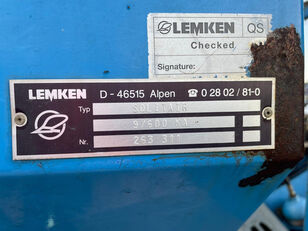 LEMKEN QS
Checked
Signature:
LEMKEN D-46515 Alpen ☎ 0 28 02 / 81-0
Typ SOLITAIR
9/600 KA
Nr. 253 311